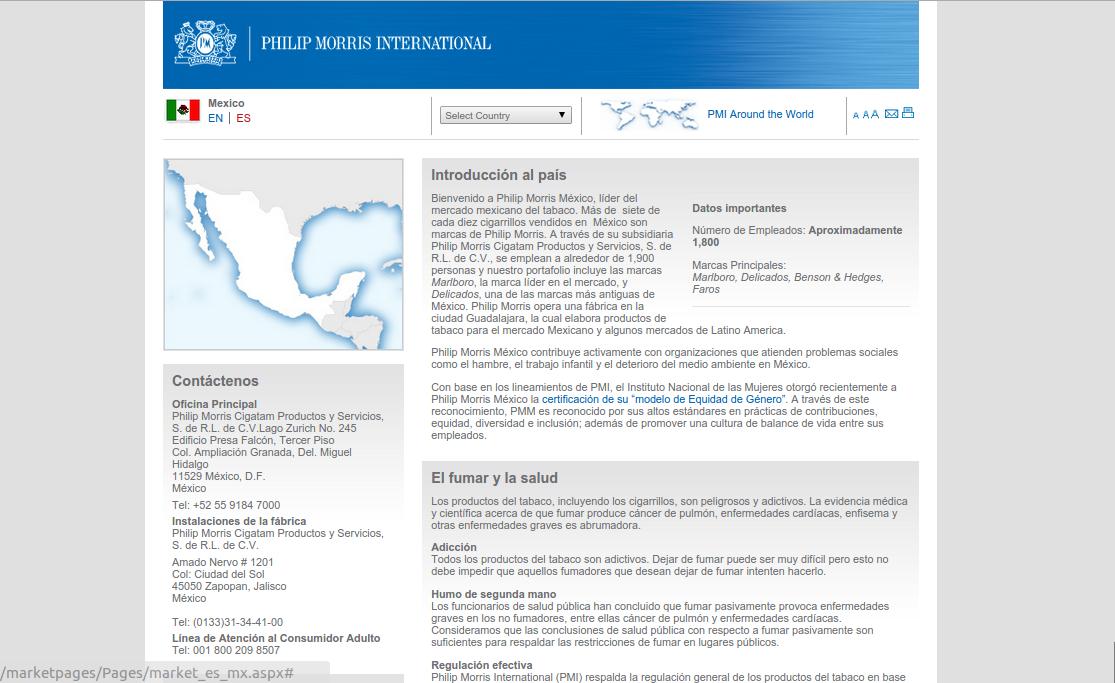 PHILIP MORRIS INTERNATIONAL
Mexico
EN | ES
Select Country
PMI Around the World
A A A
Introducción al país
Bienvenido a Philip Morris México, líder del
mercado mexicano del tabaco. Más de siete de
cada diez cigarrillos vendidos en México son
marcas de Philip Morris. A través de su subsidiaria
Philip Morris Cigatam Productos y Servicios, S. de
R.L. de C.V., se emplean a alrededor de 1,900
personas y nuestro portafolio incluye las marcas
Marlboro, la marca líder en el mercado, y
Delicados, una de las marcas más antiguas de
México. Philip Morris opera una fábrica en la
ciudad Guadalajara, la cual elabora productos de
tabaco para el mercado Mexicano y algunos mercados de Latino America.
Datos importantes
Número de Empleados: Aproximadamente
1,800
Marcas Principales:
Marlboro, Delicados, Benson & Hedges,
Faros
Philip Morris México contribuye activamente con organizaciones que atienden problemas sociales
como el hambre, el trabajo infantil y el deterioro del medio ambiente en México.
Con base en los lineamientos de PMI, el Instituto Nacional de las Mujeres otorgó recientemente a
Philip Morris México la certificación de su “modelo de Equidad de Género”. A través de este
reconocimiento, PMM es reconocido por sus altos estándares en prácticas de contribuciones,
equidad, diversidad e inclusión; además de promover una cultura de balance de vida entre sus
empleados.
Contáctenos
Oficina Principal
Philip Morris Cigatam Productos y Servicios,
S. de R.L. de C.V.Lago Zurich No. 245
Edificio Presa Falcón, Tercer Piso
Col. Ampliación Granada, Del. Miguel
Hidalgo
11529 México, D.F.
México
Tel: +52 55 9184 7000
Instalaciones de la fábrica
Philip Morris Cigatam Productos y Servicios,
S. de R.L. de C.V.
Amado Nervo # 1201
Col: Ciudad del Sol
45050 Zapopan, Jalisco
México
Tel: (0133)31-34-41-00
Línea de Atención al Consumidor Adulto
Tel: 001 800 209 8507
El fumar y la salud
Los productos del tabaco, incluyendo los cigarrillos, son peligrosos y adictivos. La evidencia médica
y científica acerca de que fumar produce cáncer de pulmón, enfermedades cardíacas, enfisema y
otras enfermedades graves es abrumadora.
Adicción
Todos los productos del tabaco son adictivos. Dejar de fumar puede ser muy difícil pero esto no
debe impedir que aquellos fumadores que desean dejar de fumar intenten hacerlo.
Humo de segunda mano
Los funcionarios de salud pública han concluido que fumar pasivamente provoca enfermedades
graves en los no fumadores, entre ellas cáncer de pulmón y enfermedades cardíacas.
Consideramos que las conclusiones de salud pública con respecto a fumar pasivamente son
suficientes para respaldar las restricciones de fumar en lugares públicos.
Regulación efectiva
Philip Morris International (PMI) respalda la regulación general de los productos del tabaco en base
/marketpages/Pages/market_es_mx.aspx#